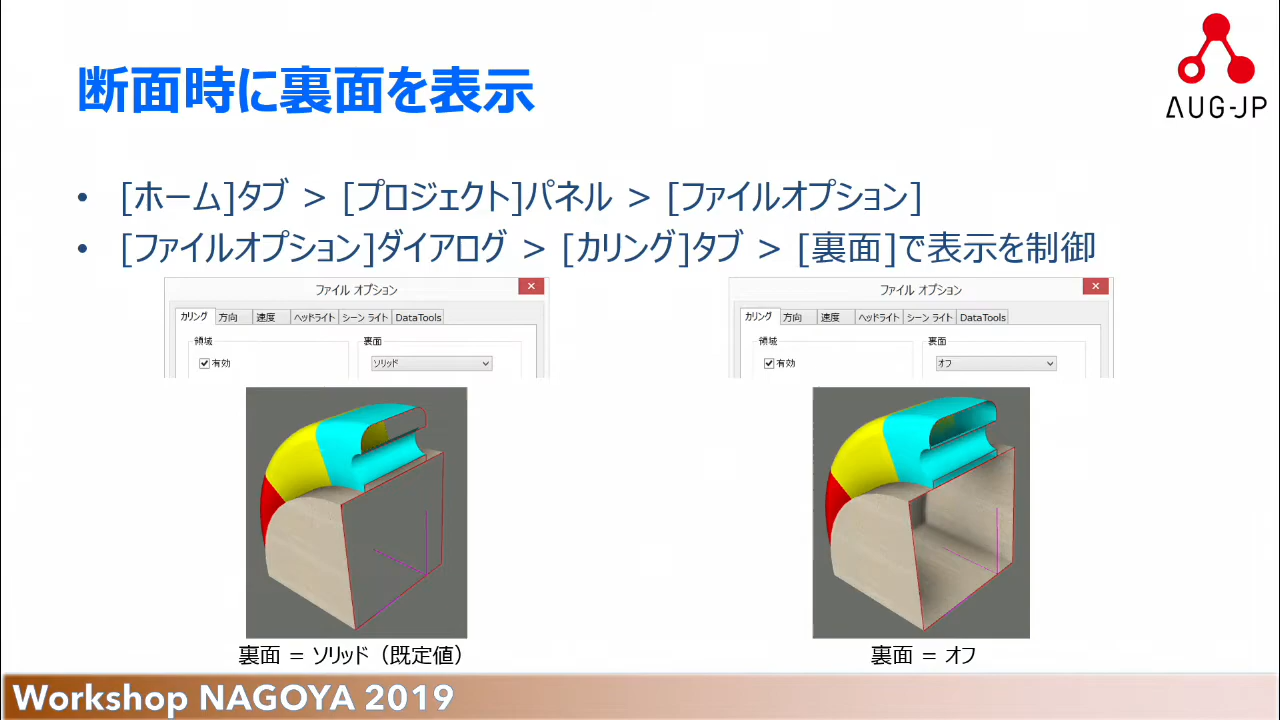 断面時に裏面を表示
AUG-JP
• [ホーム]タブ > [プロジェクト]パネル > [ファイルオプション]
• [ファイルオプション]ダイアログ > [カリング]タブ > [裏面]で表示を制御
ファイル オプション
カリング 方向 速度 ヘッドライト シーン ライト DataTools
領域 裏面
有効 ソリッド
ファイル オプション
カリング 方向 速度 ヘッドライト シーン ライト DataTools
領域 裏面
有効 オフ
裏面 = ソリッド（既定値）
裏面 = オフ
Workshop NAGOYA 2019